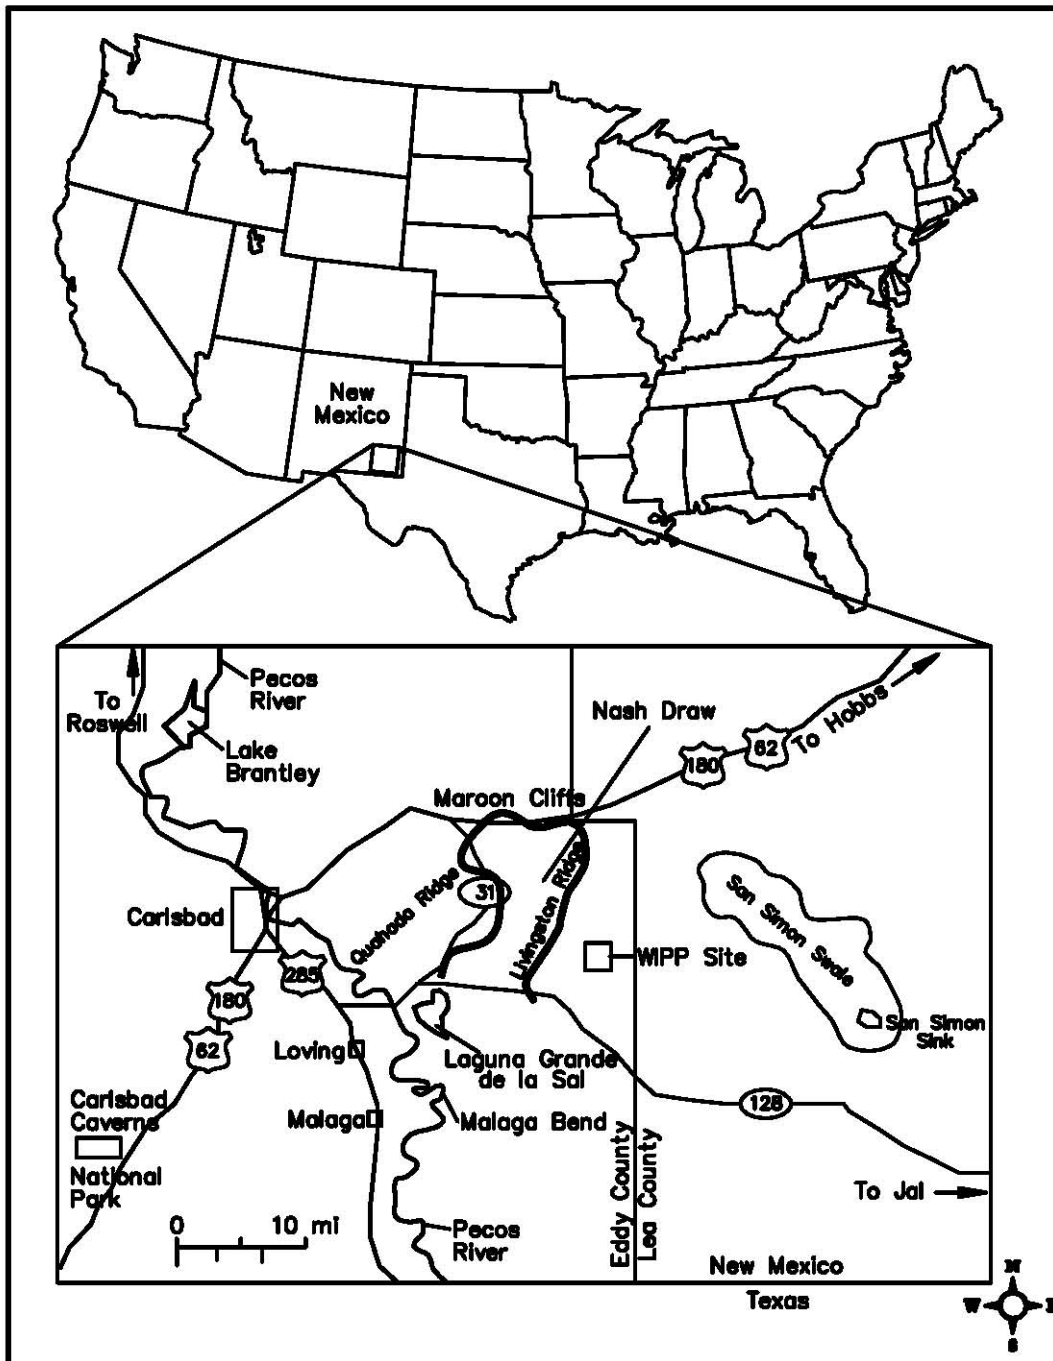 New
Mexico
Pecos
River
To
Roswell
Lake
Brantley
Nash Draw
To Hobbs
180
62
Maroon Cliffs
Quahada Ridge
31
Livingston Ridge
San Simon Swale
Carlsbad
WIPP Site
285
180
62
San Simon
Sink
Loving
Laguna Grande
de la Sal
Carlsbad
Caverns
National
Park
Malaga
Malaga Bend
128
Eddy County
Lea County
To Jal
0 10 mi
Pecos
River
New Mexico
Texas
N
W
E
S